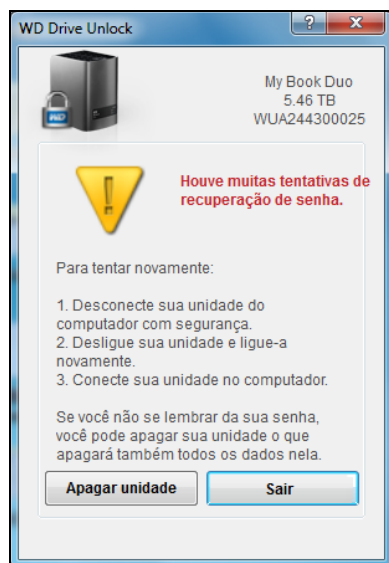 WD Drive Unlock
My Book Duo
5.46 TB
WUA244300025
WD
Houve muitas tentativas de
recuperação de senha.
Para tentar novamente:
1. Desconecte sua unidade do
computador com segurança.
2. Desligue sua unidade e ligue-a
novamente.
3. Conecte sua unidade no computador.
Se você não se lembrar da sua senha,
você pode apagar sua unidade o que
apagará também todos os dados nela.
Apagar unidade
Sair